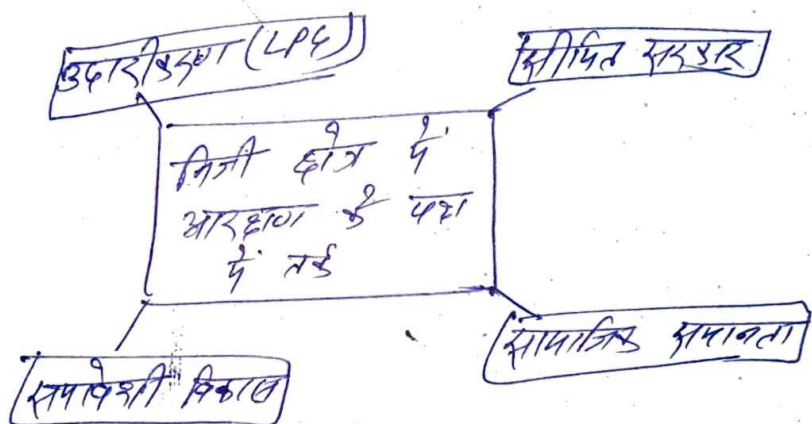 उदारीकरण (LPG)
सीमित सरकार
निजी क्षेत्र में
आरक्षण के पक्ष
में तर्क
समावेशी विकास
सामाजिक समानता